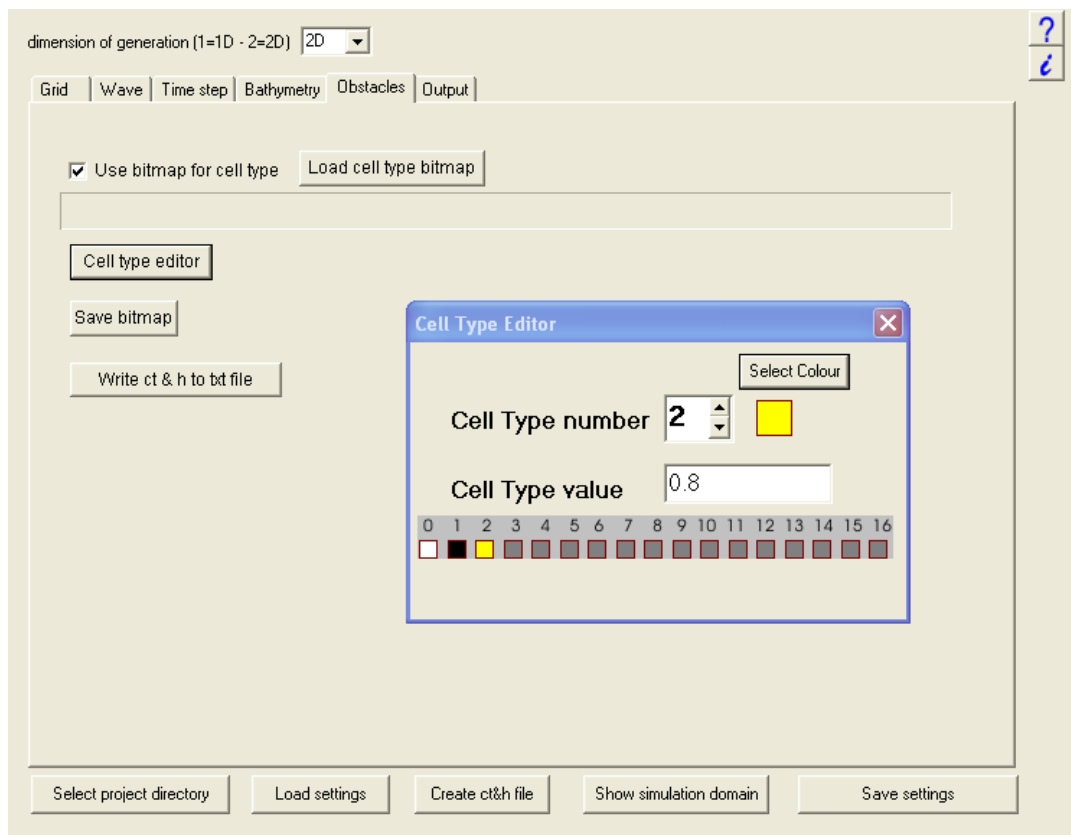 dimension of generation (1=1D - 2=2D) 2D
?
i
Grid Wave Time step Bathymetry Obstacles Output
Use bitmap for cell type Load cell type bitmap
Cell type editor
Save bitmap
Write ct & h to txt file
Cell Type Editor
Select Colour
Cell Type number 2
Cell Type value 0.8
0 1 2 3 4 5 6 7 8 9 10 11 12 13 14 15 16
Select project directory Load settings Create ct&h file Show simulation domain Save settings